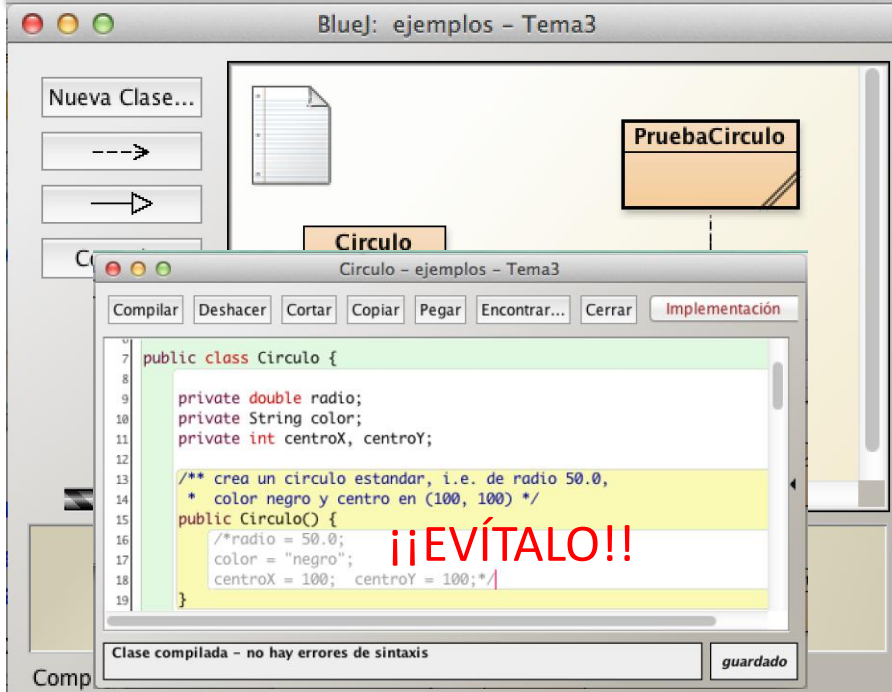 BlueJ: ejemplos – Tema3
Nueva Clase...
PruebaCirculo
Circulo
Circulo – ejemplos – Tema3
Compilar Deshacer Cortar Copiar Pegar Encontrar... Cerrar Implementación
7 public class Circulo {
8
9 private double radio;
10 private String color;
11 private int centroX, centroY;
12
13 /** crea un circulo estandar, i.e. de radio 50.0,
14 * color negro y centro en (100, 100) */
15 public Circulo() {
16 /*radio = 50.0;
17 color = "negro";
18 centroX = 100; centroY = 100;*/
19 }
¡¡EVÍTALO!!
Clase compilada – no hay errores de sintaxis
guardado
Comp